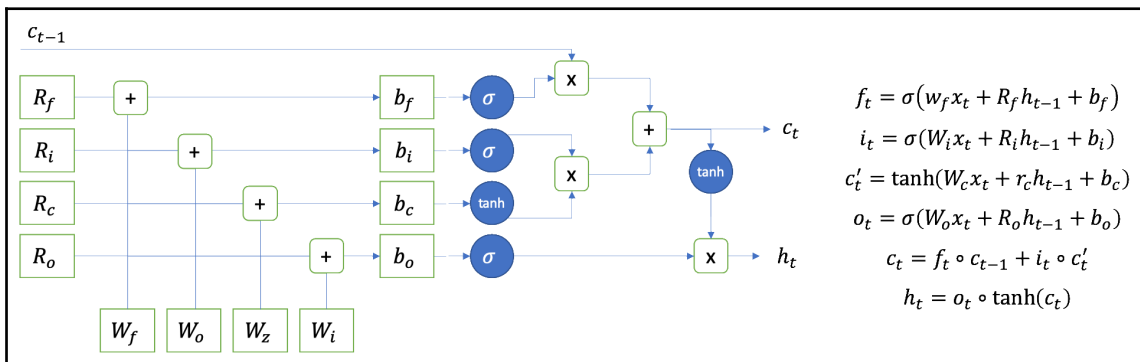 c_{t-1}
R_f + b_f σ x
R_i + b_i σ
R_c + b_c tanh x
R_o + b_o σ x h_t
+ c_t
tanh
W_f W_o W_z W_i
f_t = σ(w_f x_t + R_f h_{t-1} + b_f)
i_t = σ(W_i x_t + R_i h_{t-1} + b_i)
c′_t = tanh(W_c x_t + r_c h_{t-1} + b_c)
o_t = σ(W_o x_t + R_o h_{t-1} + b_o)
c_t = f_t ∘ c_{t-1} + i_t ∘ c′_t
h_t = o_t ∘ tanh(c_t)